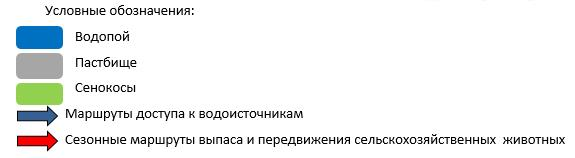 Условные обозначения:
Водопой
Пастбище
Сенокосы
Маршруты доступа к водоисточникам
Сезонные маршруты выпаса и передвижения сельскохозяйственных животных